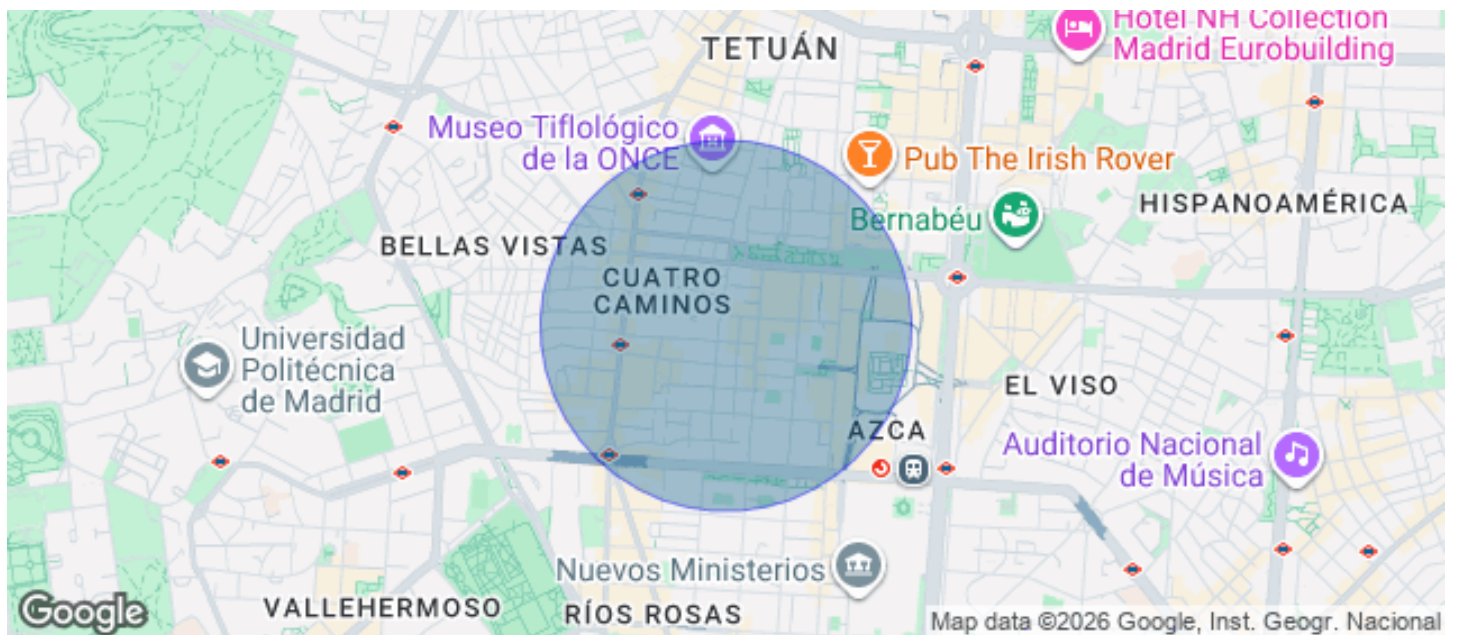 Hotel NH Collection
Madrid Eurobuilding
TETUÁN
Museo Tiflológico
de la ONCE
Pub The Irish Rover
Bernabéu
HISPANOAMÉRICA
BELLAS VISTAS
CUATRO
CAMINOS
Universidad
Politécnica
de Madrid
EL VISO
AZCA
Auditorio Nacional
de Música
Nuevos Ministerios
VALLEHERMOSO
RÍOS ROSAS
Google
Map data ©2026 Google, Inst. Geogr. Nacional